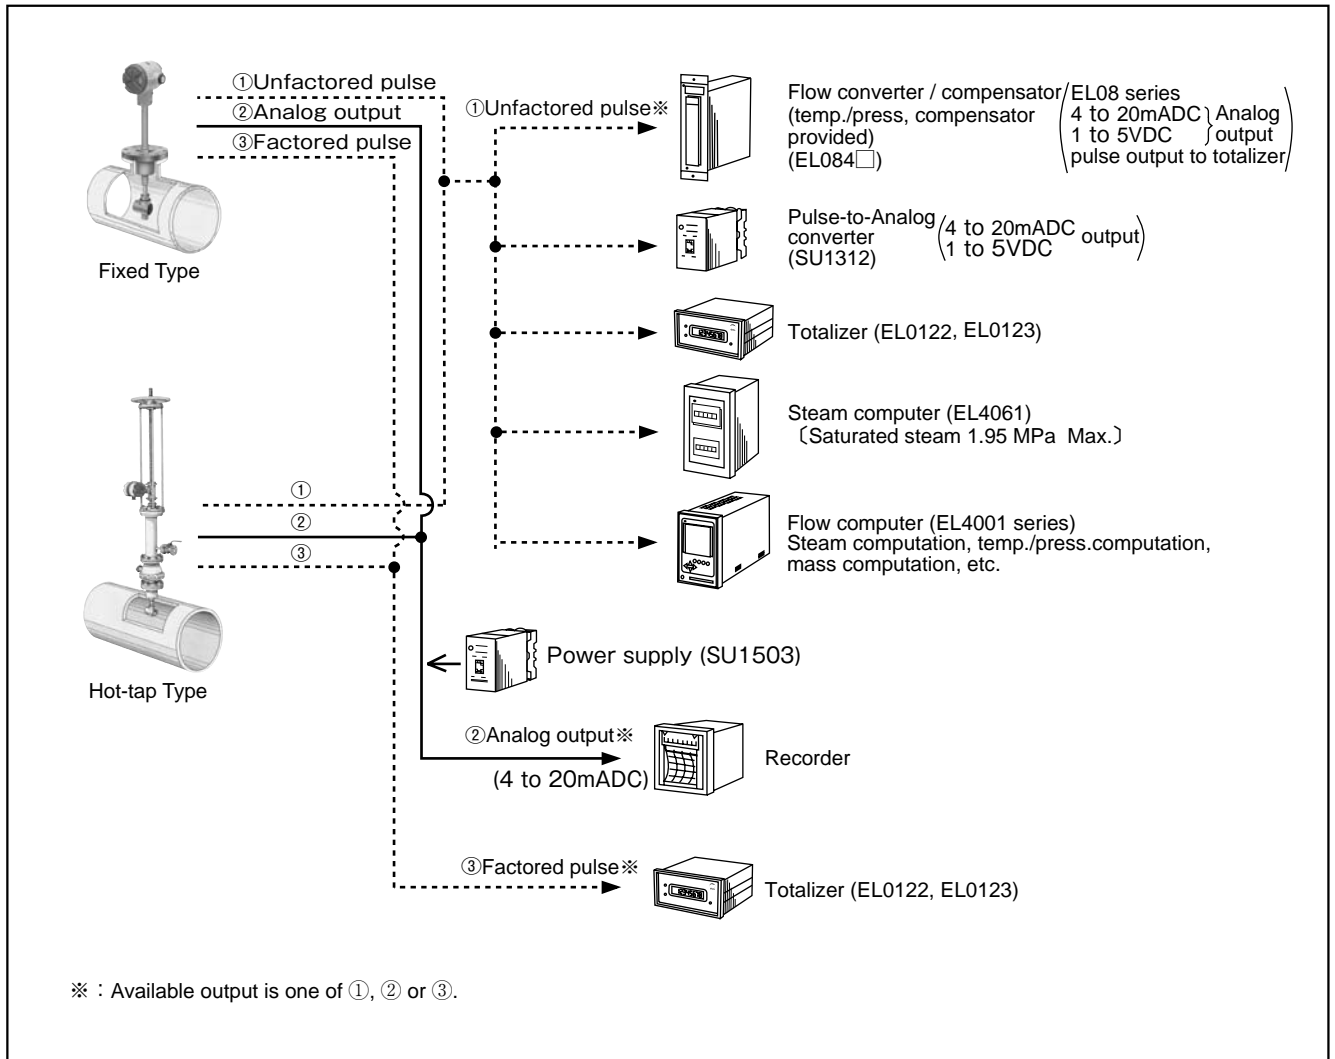 ①Unfactored pulse
②Analog output
③Factored pulse
Fixed Type
①Unfactored pulse※
Flow converter / compensator
(temp./press, compensator
provided)
(EL084□)
EL08 series
4 to 20mADC
1 to 5VDC
Analog
output
pulse output to totalizer
Pulse-to-Analog
converter
(SU1312)
4 to 20mADC
1 to 5VDC
output
Totalizer (EL0122, EL0123)
Steam computer (EL4061)
〔Saturated steam 1.95 MPa Max.〕
①
②
③
Hot-tap Type
Flow computer (EL4001 series)
Steam computation, temp./press.computation,
mass computation, etc.
Power supply (SU1503)
②Analog output※
(4 to 20mADC)
Recorder
③Factored pulse※
Totalizer (EL0122, EL0123)
※ : Available output is one of ①, ② or ③.